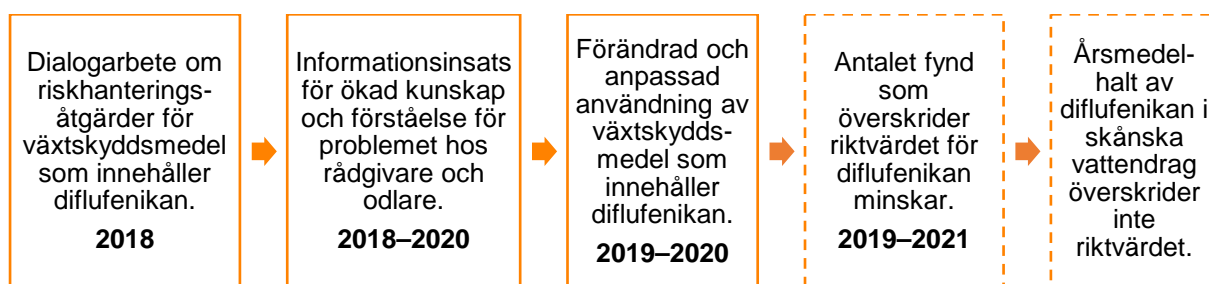 Dialogarbete om
riskhanterings-
åtgärder för
växtskyddsmedel
som innehåller
diflufenikan.
2018
Informationsinsats
för ökad kunskap
och förståelse för
problemet hos
rådgivare och
odlare.
2018–2020
Förändrad och
anpassad
användning av
växtskydds-
medel som
innehåller
diflufenikan.
2019–2020
Antalet fynd
som
överskrider
riktvärdet för
diflufenikan
minskar.
2019–2021
Årsmedel-
halt av
diflufenikan i
skånska
vattendrag
överskrider
inte
riktvärdet.